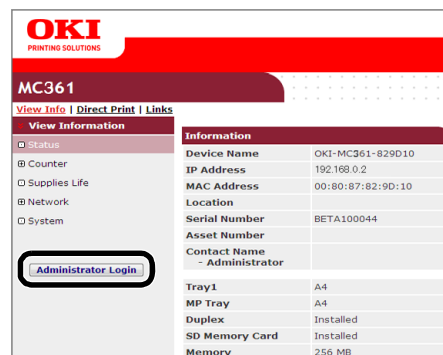 OKI
PRINTING SOLUTIONS
MC361
View Info | Direct Print | Links
View Information
Status
Counter
Supplies Life
Network
System
Administrator Login
Information
Device Name OKI-MC361-829D10
IP Address 192.168.0.2
MAC Address 00:80:87:82:9D:10
Location
Serial Number BETA100044
Asset Number
Contact Name
- Administrator
Tray1 A4
MP Tray A4
Duplex Installed
SD Memory Card Installed
Memory 256 MB